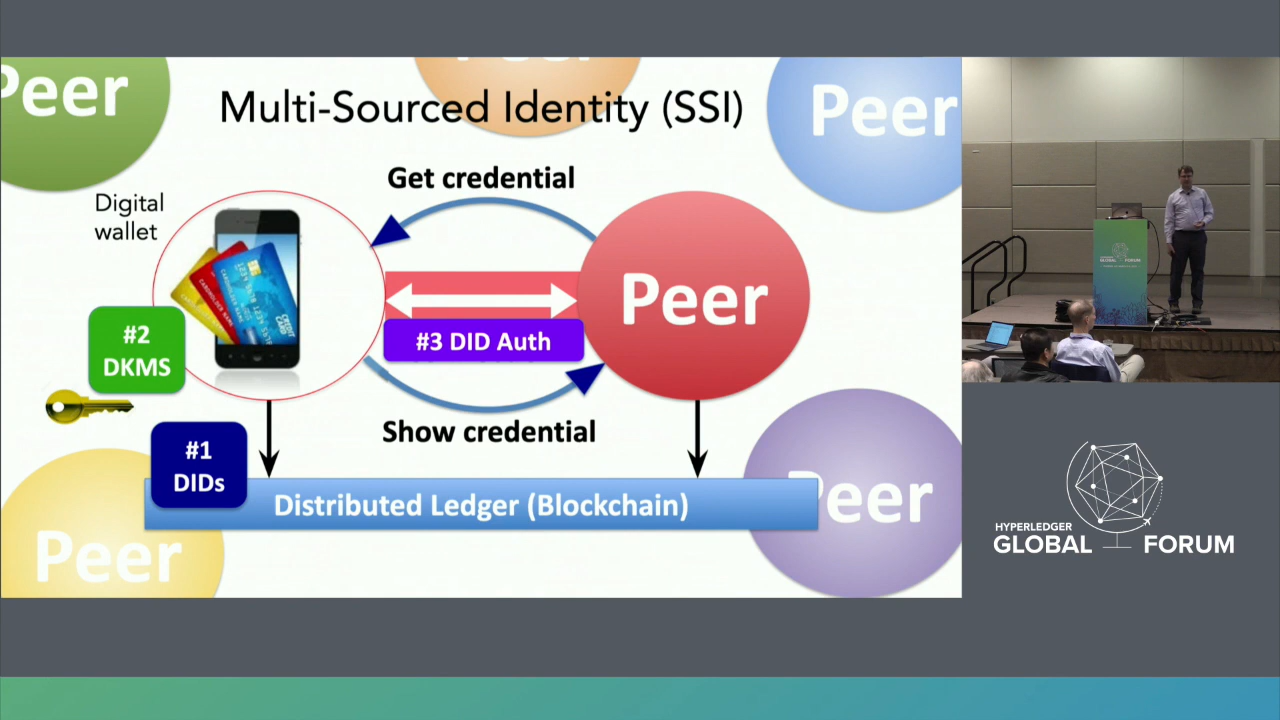 Peer
Peer
Peer
Multi-Sourced Identity (SSI)
Get credential
Digital
wallet
Peer
#3 DID Auth
#2
DKMS
Show credential
#1
DIDs
Distributed Ledger (Blockchain)
Peer
Peer
HYPERLEDGER
GLOBAL FORUM